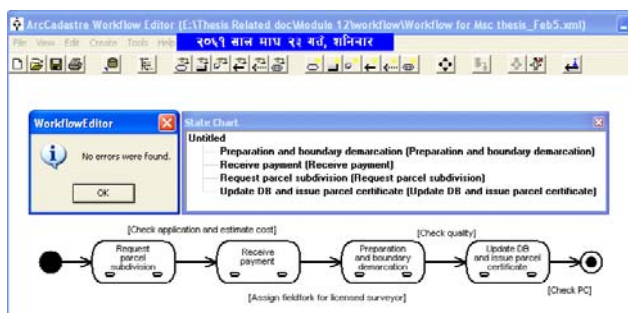 ArcCadastre Workflow Editor (E:\Thesis Related doc\Module 12\workflow\Workflow for Msc thesis_Feb5.xml)
File View Edit Create Tools Help
२०६१ साल माघ २३ गते, शनिवार
WorkflowEditor
No errors were found.
OK
State Chart
Untitled
Preparation and boundary demarcation (Preparation and boundary demarcation)
Receive payment (Receive payment)
Request parcel subdivision (Request parcel subdivision)
Update DB and issue parcel certificate (Update DB and issue parcel certificate)
[Check application and estimate cost]
[Check quality]
Request
parcel
subdivision
Receive
payment
Preparation
and boundary
demarcation
Update DB
and issue parcel
certificate
[Assign fieldfork for licensed surveyor]
[Check PC]